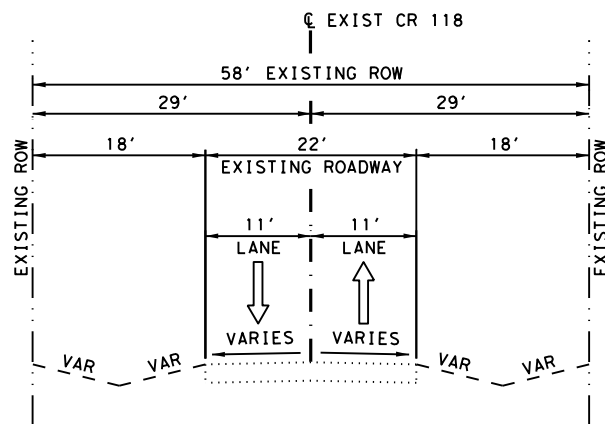 ℄ EXIST CR 118
58' EXISTING ROW
29' 29'
18' 22' 18'
EXISTING ROADWAY
EXISTING ROW
EXISTING ROW
11' 11'
LANE LANE
VARIES VARIES
VAR VAR VAR VAR